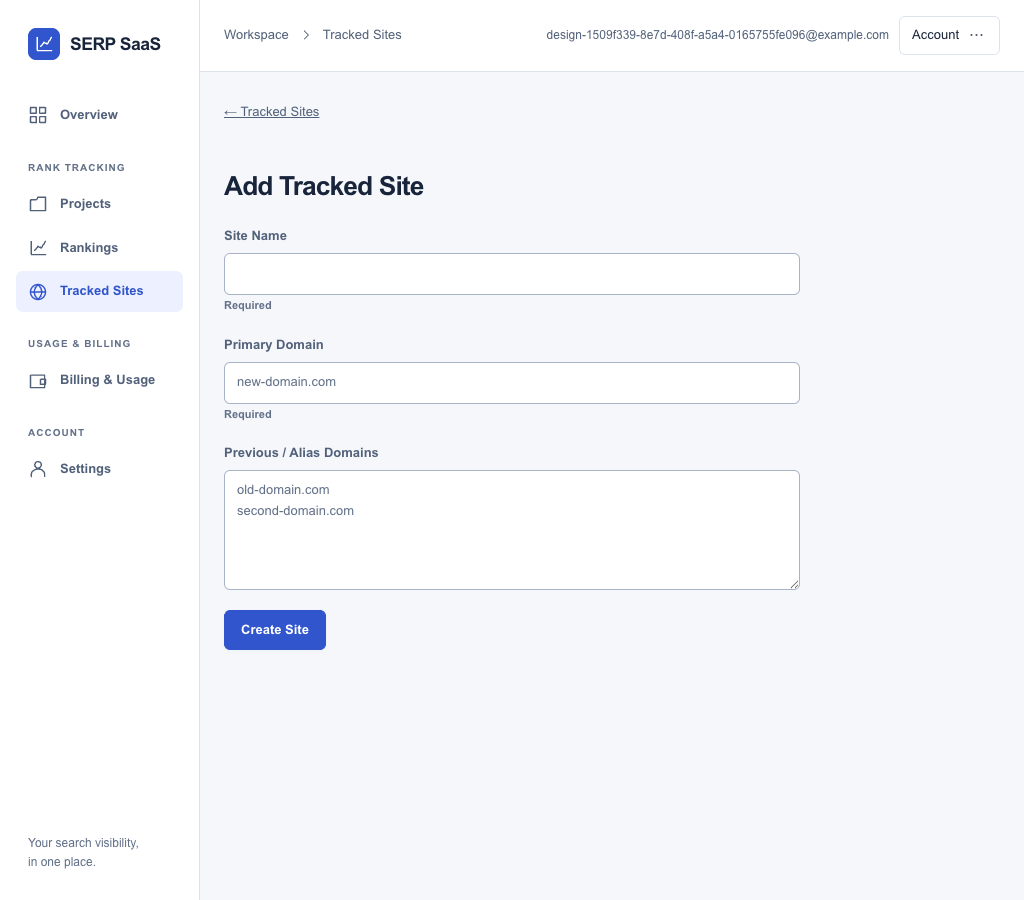 SERP SaaS
Overview
RANK TRACKING
Projects
Rankings
Tracked Sites
USAGE & BILLING
Billing & Usage
ACCOUNT
Settings
Your search visibility,
in one place.
Workspace > Tracked Sites
design-1509f339-8e7d-408f-a5a4-0165755fe096@example.com
Account ···
← Tracked Sites
Add Tracked Site
Site Name
Required
Primary Domain
new-domain.com
Required
Previous / Alias Domains
old-domain.com
second-domain.com
Create Site